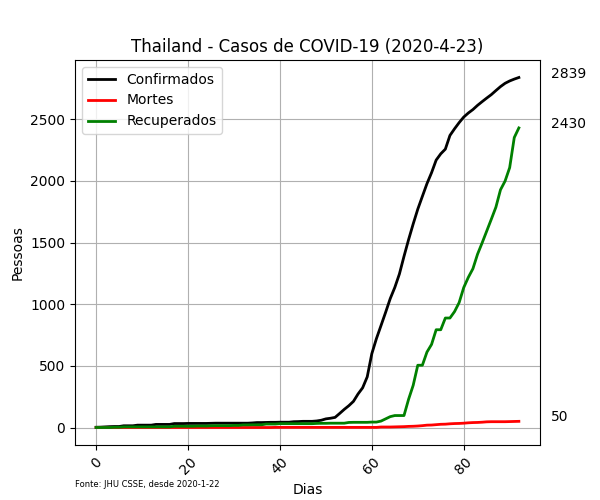 Thailand - Casos de COVID-19 (2020-4-23)
Confirmados
Mortes
Recuperados
2839
2430
50
Pessoas
2500
2000
1500
1000
500
0
0
20
40
60
80
Dias
Fonte: JHU CSSE, desde 2020-1-22